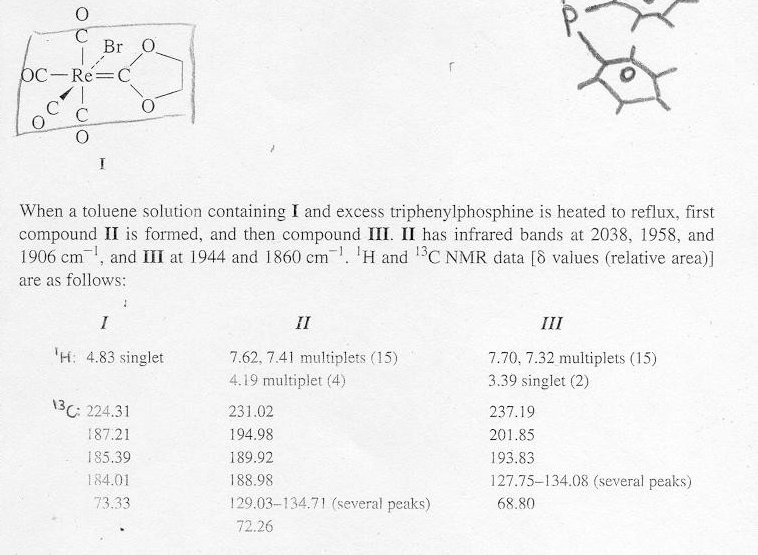 O
C
Br O
OC—Re=C
C C O
O O
P
I
When a toluene solution containing I and excess triphenylphosphine is heated to reflux, first
compound II is formed, and then compound III. II has infrared bands at 2038, 1958, and
1906 cm⁻¹, and III at 1944 and 1860 cm⁻¹. ¹H and ¹³C NMR data [δ values (relative area)]
are as follows:
I II III
¹H: 4.83 singlet 7.62, 7.41 multiplets (15) 7.70, 7.32 multiplets (15)
4.19 multiplet (4) 3.39 singlet (2)
¹³C: 224.31 231.02 237.19
187.21 194.98 201.85
185.39 189.92 193.83
184.01 188.98 127.75–134.08 (several peaks)
73.33 129.03–134.71 (several peaks) 68.80
72.26